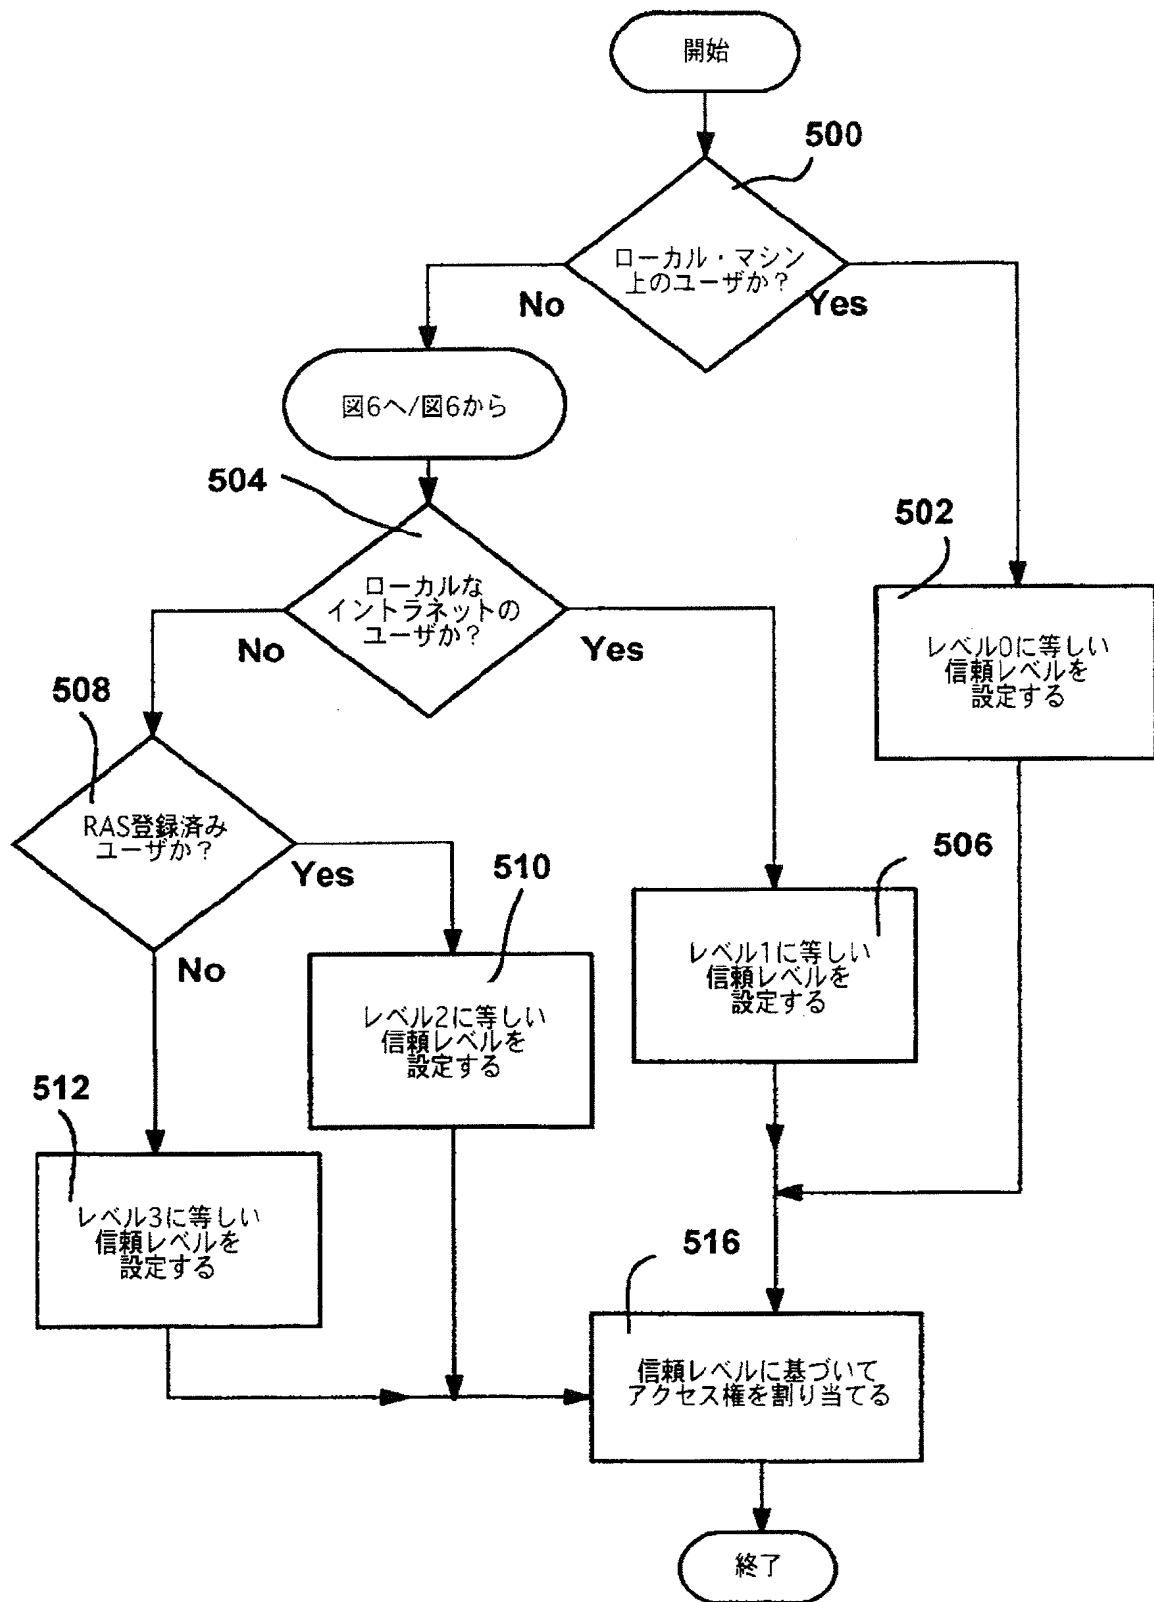 開始
500
ローカル・マシン
上のユーザか？
No
Yes
図6へ/図6から
504
ローカルな
イントラネットの
ユーザか？
No
Yes
502
レベル0に等しい
信頼レベルを
設定する
508
RAS登録済み
ユーザか？
Yes
No
510
レベル2に等しい
信頼レベルを
設定する
506
レベル1に等しい
信頼レベルを
設定する
512
レベル3に等しい
信頼レベルを
設定する
516
信頼レベルに基づいて
アクセス権を割り当てる
終了